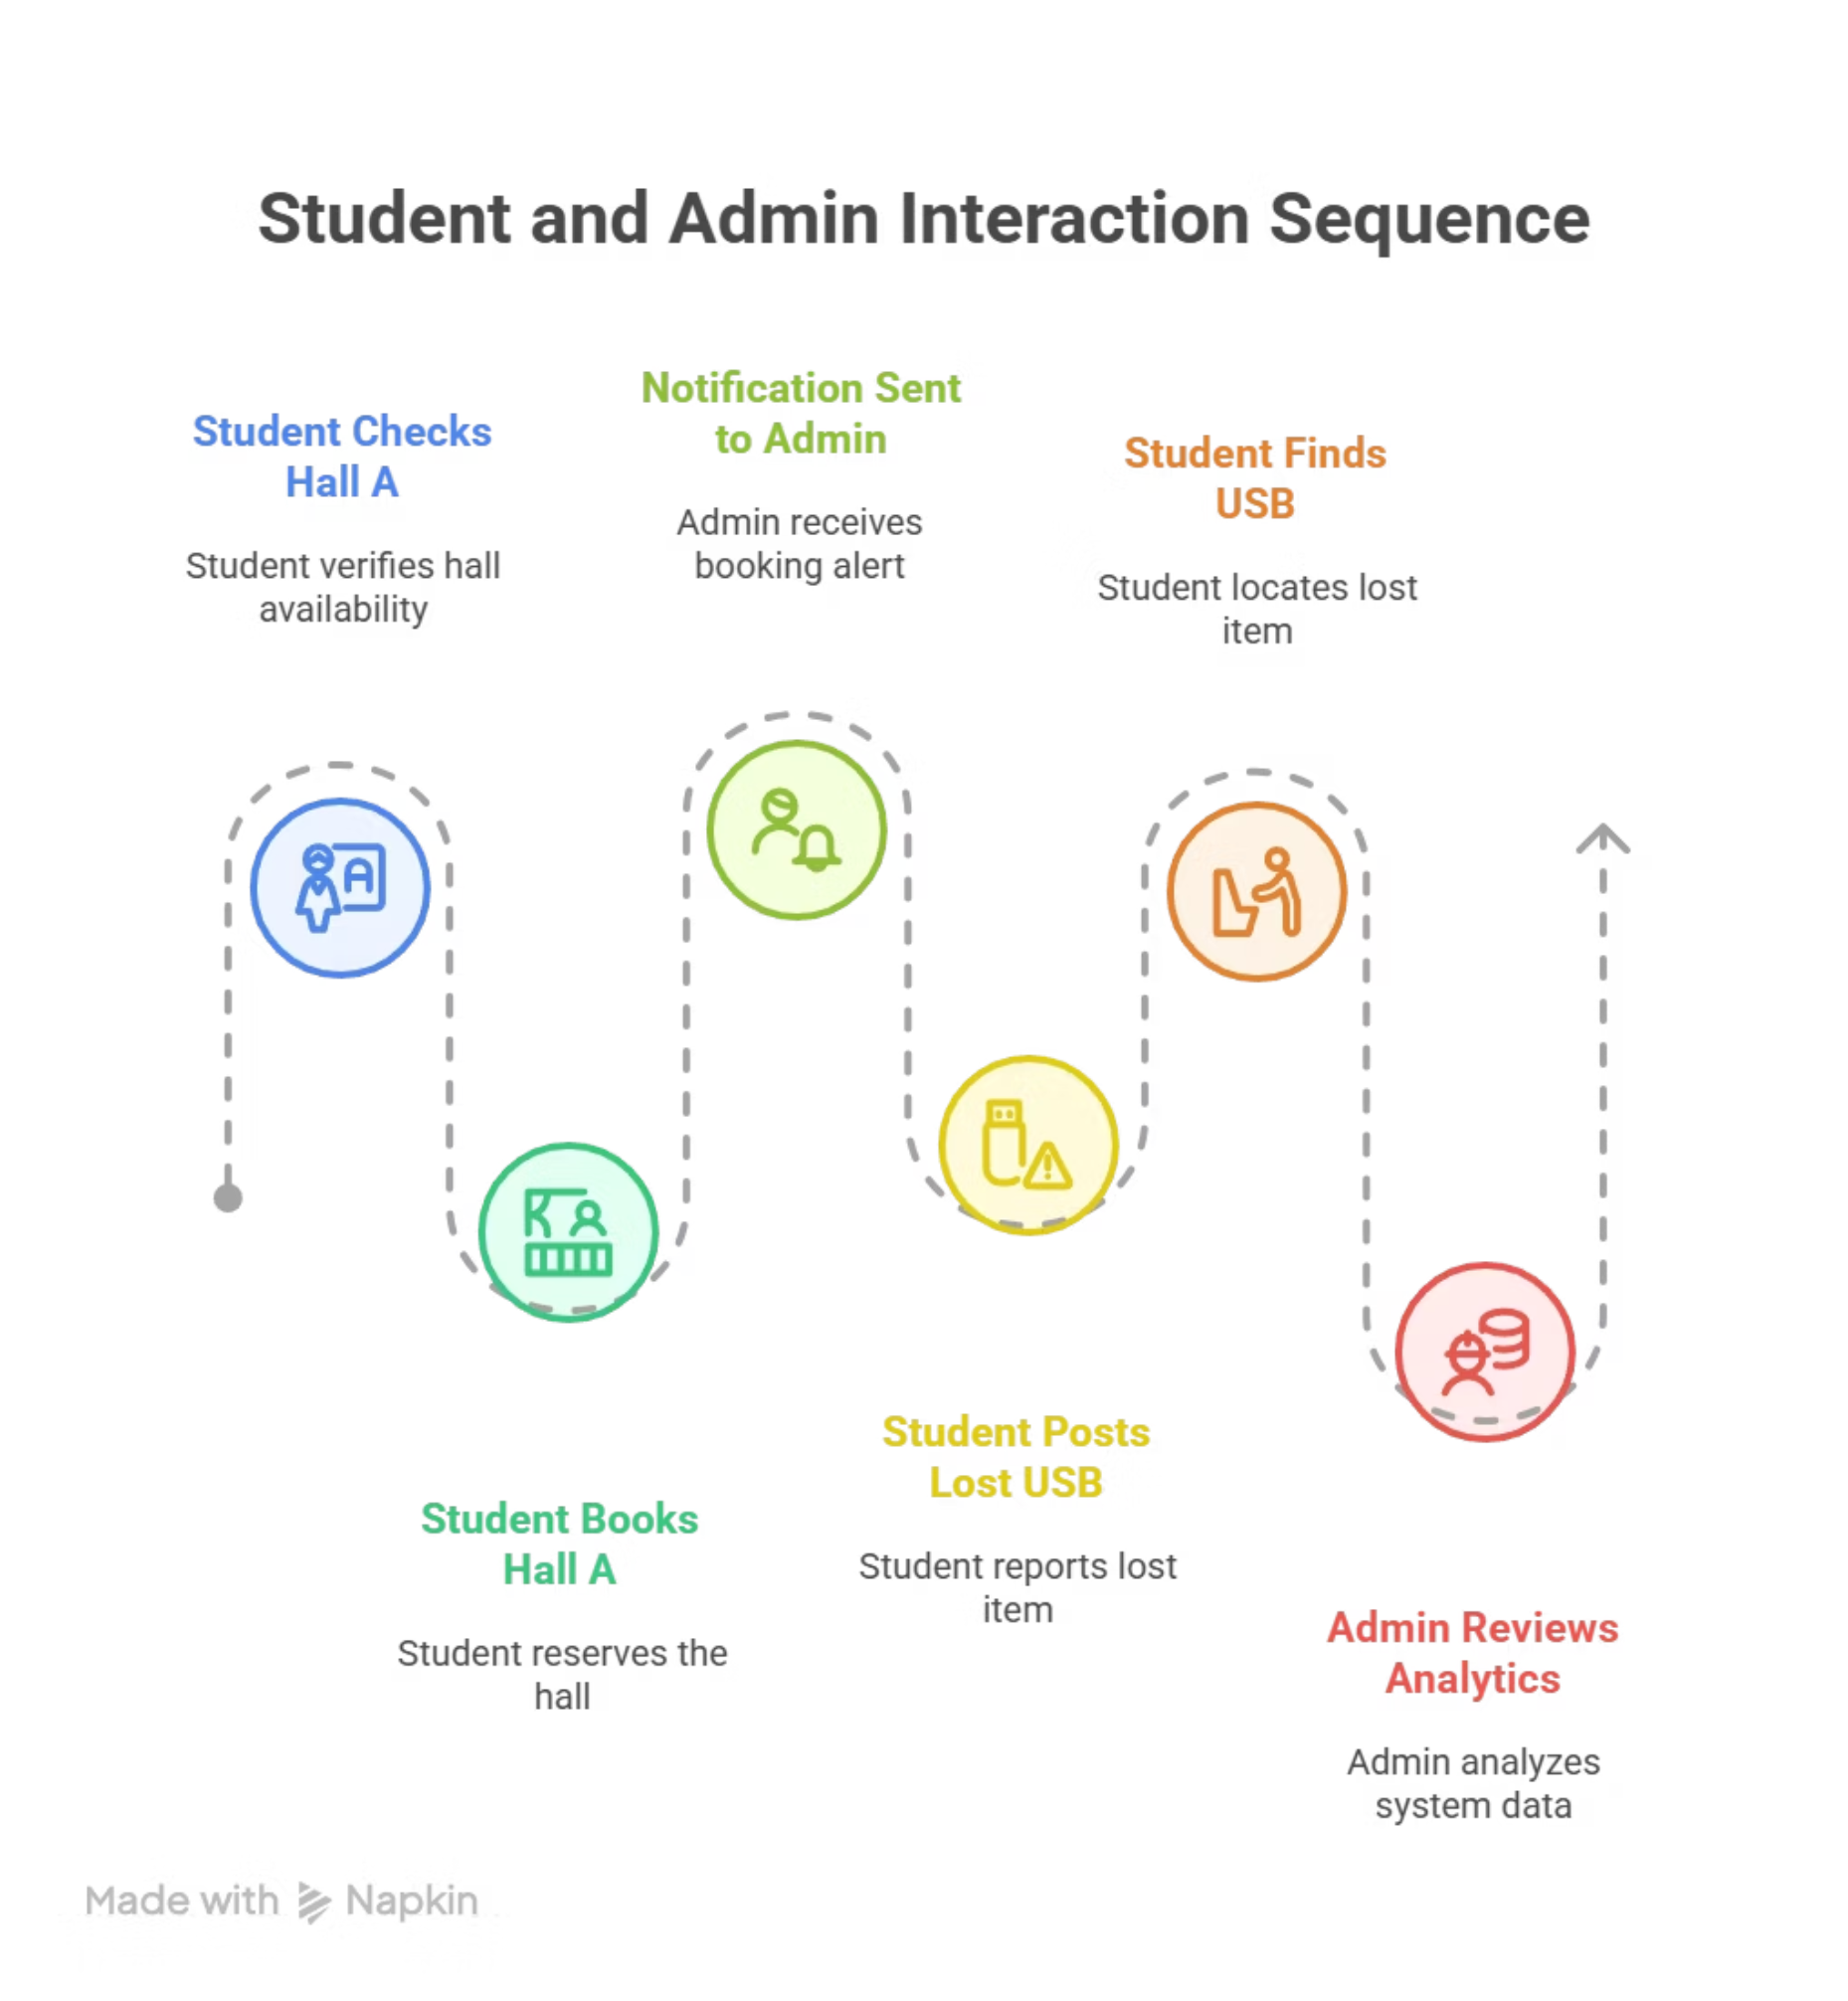 Student and Admin Interaction Sequence
Student Checks
Hall A
Student verifies hall
availability
Student Books
Hall A
Student reserves the
hall
Notification Sent
to Admin
Admin receives
booking alert
Student Posts
Lost USB
Student reports lost
item
Student Finds
USB
Student locates lost
item
Admin Reviews
Analytics
Admin analyzes
system data
A
Made with Napkin